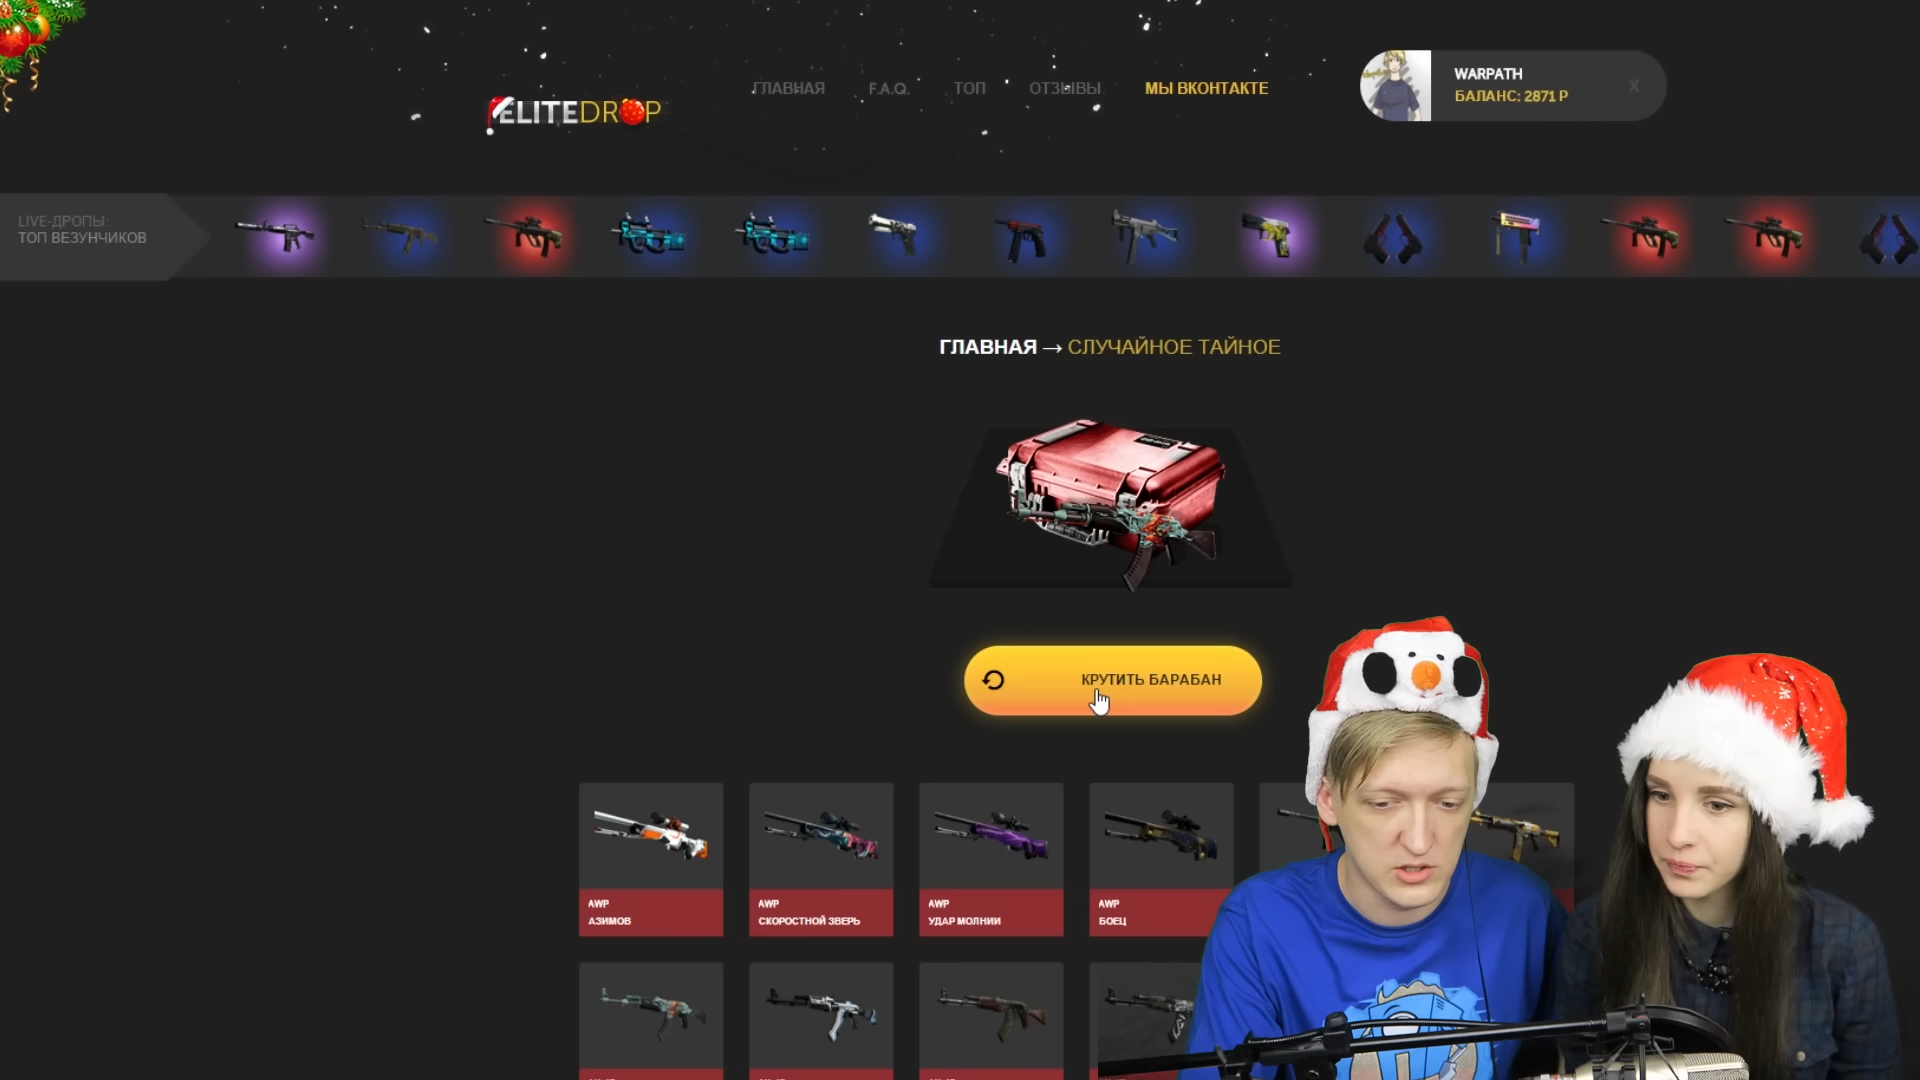 ELITEDROP
ГЛАВНАЯ
F.A.Q.
ТОП
ОТЗЫВЫ
МЫ ВКОНТАКТЕ
WARPATH
БАЛАНС: 2871 Р
X
LIVE-ДРОПЫ:
ТОП ВЕЗУНЧИКОВ
ГЛАВНАЯ → СЛУЧАЙНОЕ ТАЙНОЕ
КРУТИТЬ БАРАБАН
AWP
АЗИМОВ
AWP
СКОРОСТНОЙ ЗВЕРЬ
AWP
УДАР МОЛНИИ
AWP
БОЕЦ